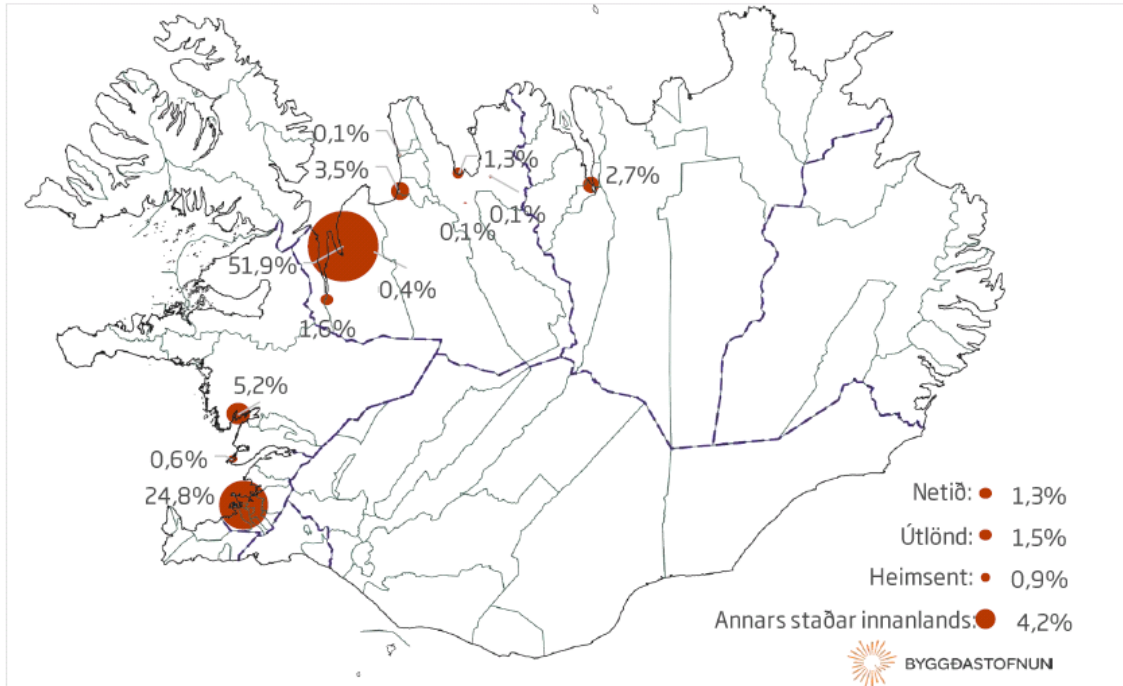 0,1%
3,5%
1,3%
2,7%
0,1%
0,1%
51,9%
0,4%
1,6%
5,2%
0,6%
24,8%
Netið: 1,3%
Útlönd: 1,5%
Heimsent: 0,9%
Annars staðar innanlands: 4,2%
BYGGÐASTOFNUN